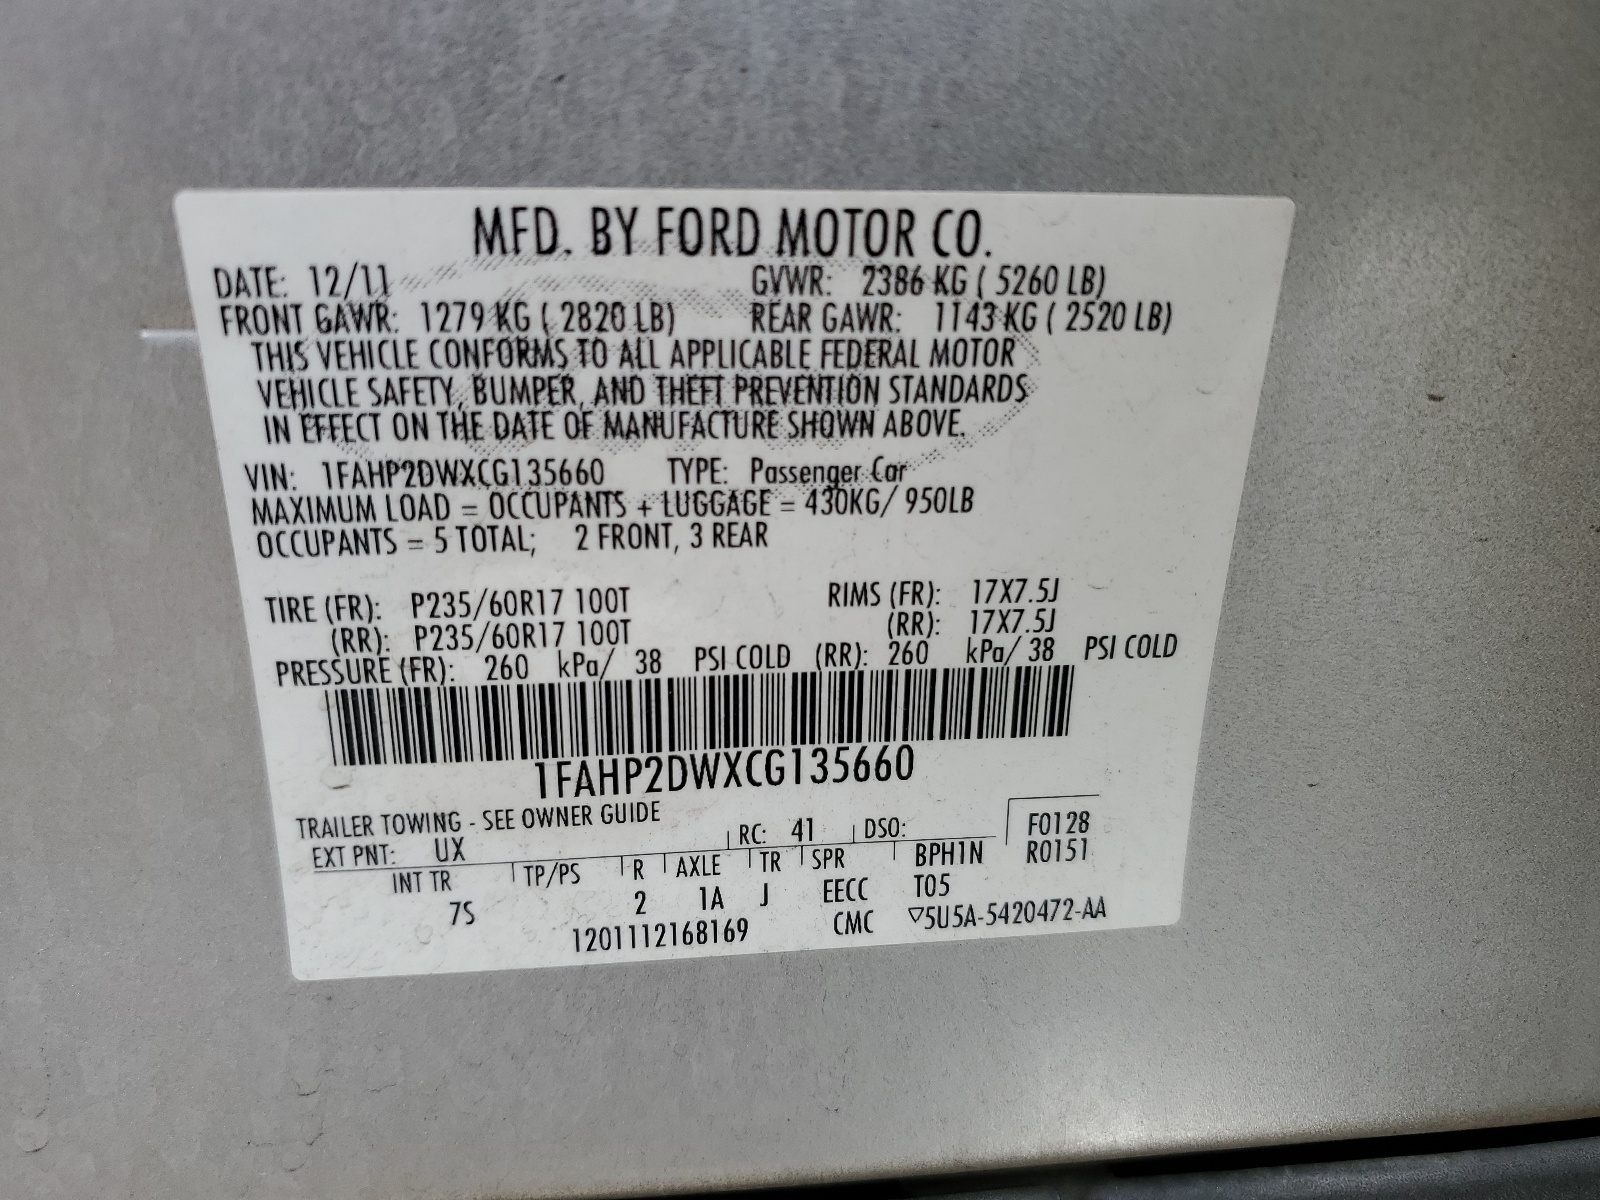 MFD. BY FORD MOTOR CO.
DATE: 12/11 GVWR: 2386 KG ( 5260 LB)
FRONT GAWR: 1279 KG ( 2820 LB) REAR GAWR: 1143 KG ( 2520 LB)
THIS VEHICLE CONFORMS TO ALL APPLICABLE FEDERAL MOTOR
VEHICLE SAFETY, BUMPER, AND THEFT PREVENTION STANDARDS
IN EFFECT ON THE DATE OF MANUFACTURE SHOWN ABOVE.
VIN: 1FAHP2DWXCG135660 TYPE: Passenger Car
MAXIMUM LOAD = OCCUPANTS + LUGGAGE = 430KG/ 950LB
OCCUPANTS = 5 TOTAL; 2 FRONT, 3 REAR
TIRE (FR): P235/60R17 100T RIMS (FR): 17X7.5J
(RR): P235/60R17 100T (RR): 17X7.5J
PRESSURE (FR): 260 kPa/ 38 PSI COLD (RR): 260 kPa/ 38 PSI COLD
1FAHP2DWXCG135660
TRAILER TOWING - SEE OWNER GUIDE
EXT PNT: UX RC: 41 DSO: F0128
INT TR TP/PS R AXLE TR SPR BPH1N R0151
7S 2 1A J EECC T05
1201112168169 CMC ▽5U5A-5420472-AA